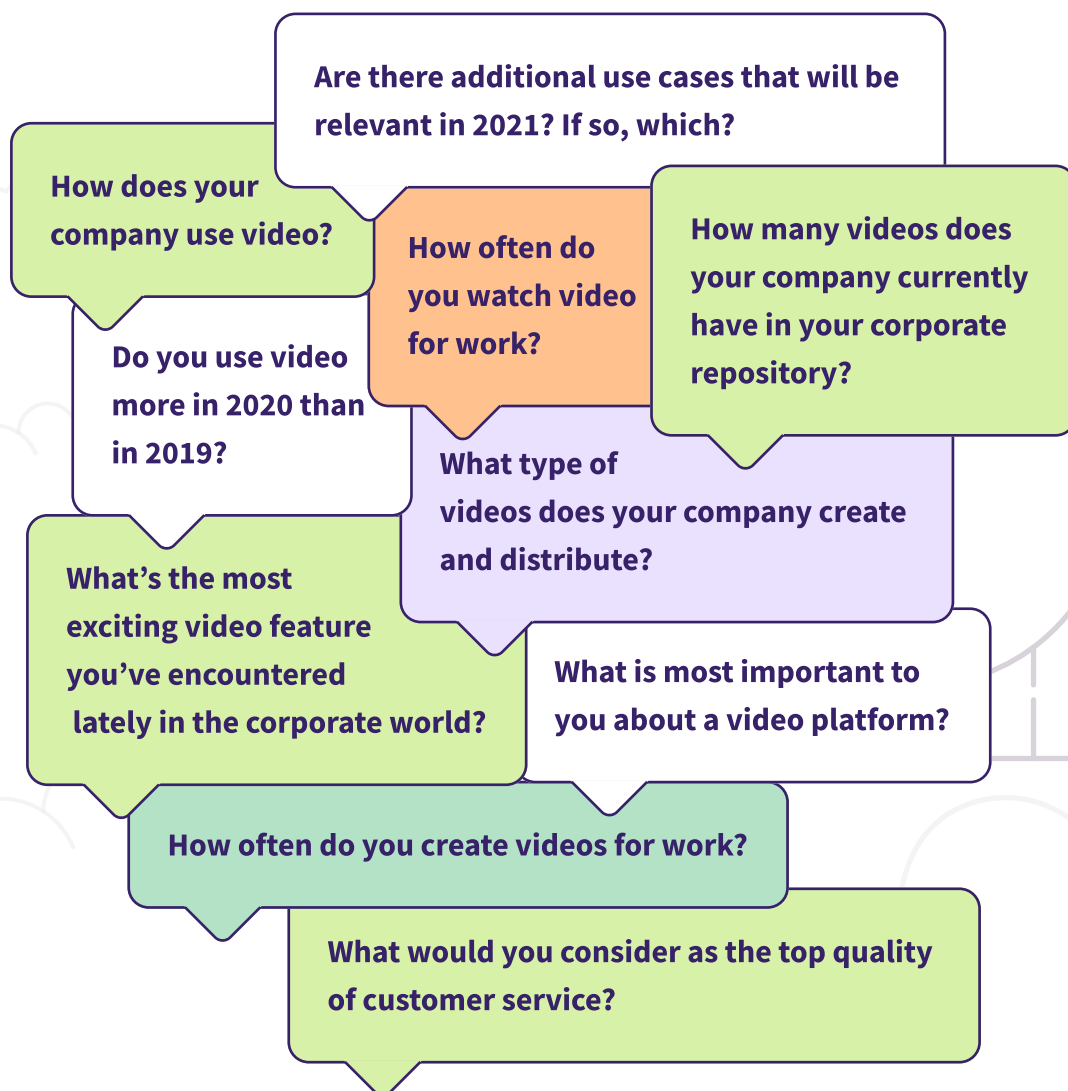 Are there additional use cases that will be
relevant in 2021? If so, which?
How does your
company use video?
How often do
you watch video
for work?
How many videos does
your company currently
have in your corporate
repository?
Do you use video
more in 2020 than
in 2019?
What type of
videos does your company create
and distribute?
What’s the most
exciting video feature
you’ve encountered
lately in the corporate world?
What is most important to
you about a video platform?
How often do you create videos for work?
What would you consider as the top quality
of customer service?